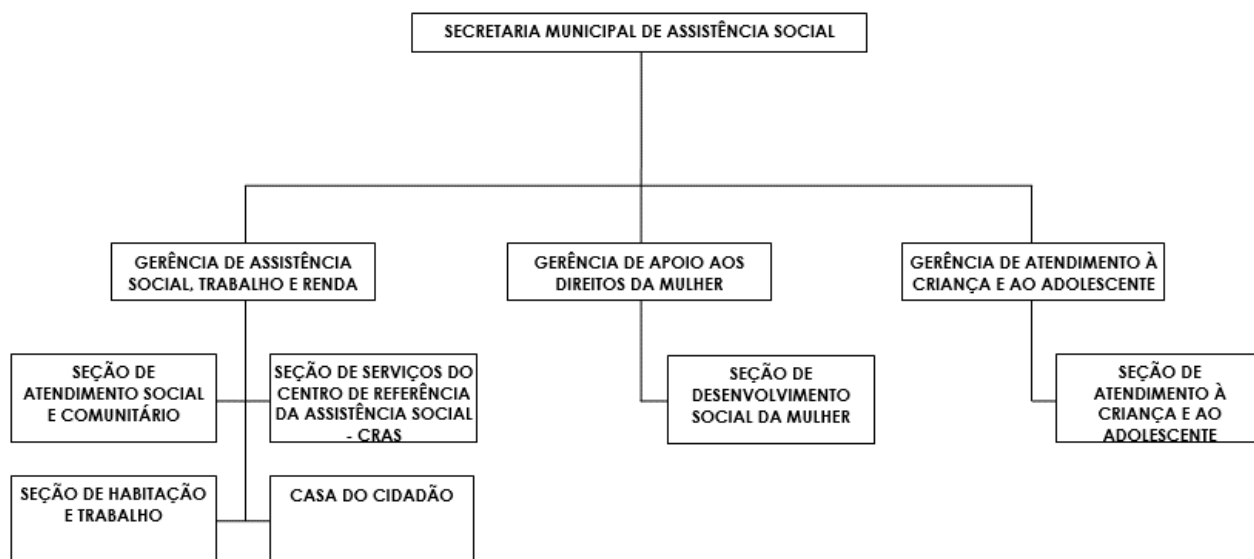 SECRETARIA MUNICIPAL DE ASSISTÊNCIA SOCIAL
GERÊNCIA DE ASSISTÊNCIA
SOCIAL, TRABALHO E RENDA
GERÊNCIA DE APOIO AOS
DIREITOS DA MULHER
GERÊNCIA DE ATENDIMENTO À
CRIANÇA E AO ADOLESCENTE
SEÇÃO DE
ATENDIMENTO SOCIAL
E COMUNITÁRIO
SEÇÃO DE SERVIÇOS DO
CENTRO DE REFERÊNCIA
DA ASSISTÊNCIA SOCIAL
- CRAS
SEÇÃO DE
DESENVOLVIMENTO
SOCIAL DA MULHER
SEÇÃO DE
ATENDIMENTO À
CRIANÇA E AO
ADOLESCENTE
SEÇÃO DE HABITAÇÃO
E TRABALHO
CASA DO CIDADÃO